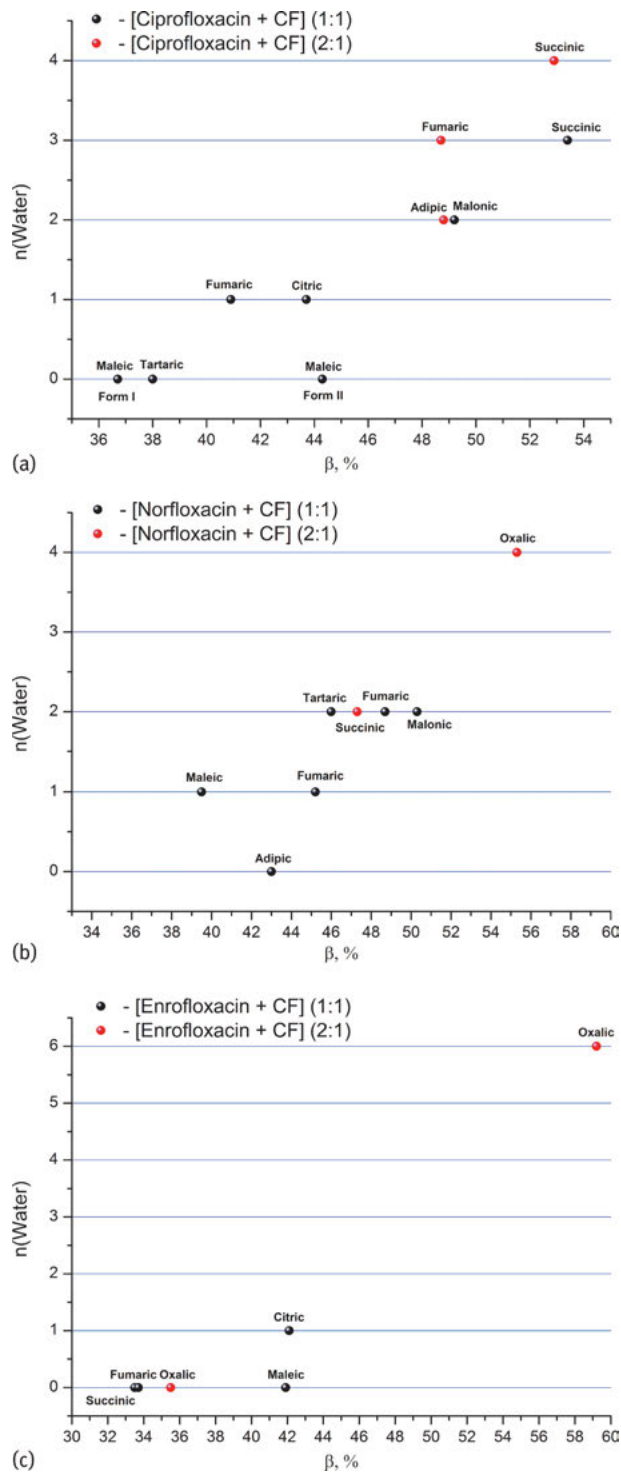 - [Ciprofloxacin + CF] (1:1)
- [Ciprofloxacin + CF] (2:1)
4
Succinic
Fumaric
Succinic
3
Adipic
Malonic
2
n(Water)
Fumaric
Citric
1
Maleic
Tartaric
Maleic
0
Form I
Form II
36 38 40 42 44 46 48 50 52 54
(a)
β, %
- [Norfloxacin + CF] (1:1)
- [Norfloxacin + CF] (2:1)
Oxalic
4
3
Tartaric
Fumaric
2
Succinic
Malonic
n(Water)
Maleic
Fumaric
1
Adipic
0
34 36 38 40 42 44 46 48 50 52 54 56 58 60
(b)
β, %
- [Enrofloxacin + CF] (1:1)
- [Enrofloxacin + CF] (2:1)
Oxalic
6
5
4
n(Water)
3
2
Citric
1
Fumaric
Oxalic
Maleic
0
Succinic
30 32 34 36 38 40 42 44 46 48 50 52 54 56 58 60
(c)
β, %